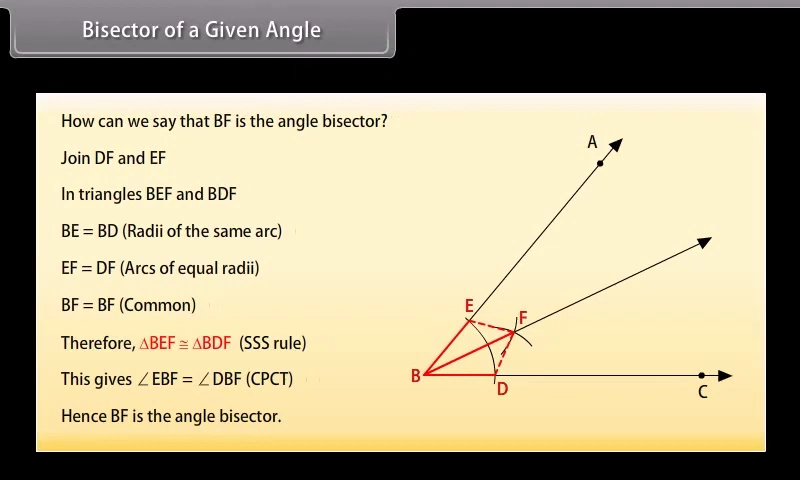 Bisector of a Given Angle
How can we say that BF is the angle bisector?
Join DF and EF
In triangles BEF and BDF
BE = BD (Radii of the same arc)
EF = DF (Arcs of equal radii)
BF = BF (Common)
Therefore, ΔBEF ≅ ΔBDF (SSS rule)
This gives ∠EBF = ∠DBF (CPCT)
Hence BF is the angle bisector.
A
E
F
B
D
C